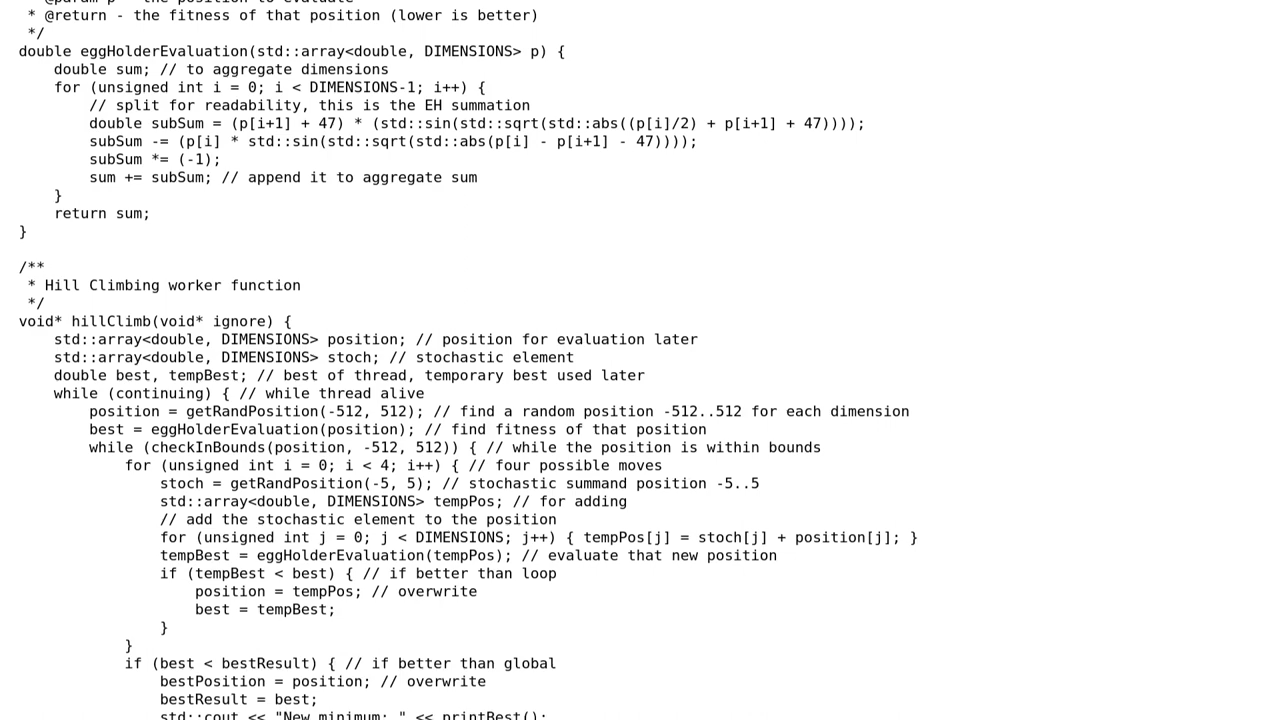 * @param p - the position to evaluate
 * @return - the fitness of that position (lower is better)
 */
double eggHolderEvaluation(std::array<double, DIMENSIONS> p) {
    double sum; // to aggregate dimensions
    for (unsigned int i = 0; i < DIMENSIONS-1; i++) {
        // split for readability, this is the EH summation
        double subSum = (p[i+1] + 47) * (std::sin(std::sqrt(std::abs((p[i]/2) + p[i+1] + 47))));
        subSum -= (p[i] * std::sin(std::sqrt(std::abs(p[i] - p[i+1] - 47))));
        subSum *= (-1);
        sum += subSum; // append it to aggregate sum
    }
    return sum;
}
/**
 * Hill Climbing worker function
 */
void* hillClimb(void* ignore) {
    std::array<double, DIMENSIONS> position; // position for evaluation later
    std::array<double, DIMENSIONS> stoch; // stochastic element
    double best, tempBest; // best of thread, temporary best used later
    while (continuing) { // while thread alive
        position = getRandPosition(-512, 512); // find a random position -512..512 for each dimension
        best = eggHolderEvaluation(position); // find fitness of that position
        while (checkInBounds(position, -512, 512)) { // while the position is within bounds
            for (unsigned int i = 0; i < 4; i++) { // four possible moves
                stoch = getRandPosition(-5, 5); // stochastic summand position -5..5
                std::array<double, DIMENSIONS> tempPos; // for adding
                // add the stochastic element to the position
                for (unsigned int j = 0; j < DIMENSIONS; j++) { tempPos[j] = stoch[j] + position[j]; }
                tempBest = eggHolderEvaluation(tempPos); // evaluate that new position
                if (tempBest < best) { // if better than loop
                    position = tempPos; // overwrite
                    best = tempBest;
                }
            }
            if (best < bestResult) { // if better than global
                bestPosition = position; // overwrite
                bestResult = best;
                std::cout << "New minimum: " << printBest();